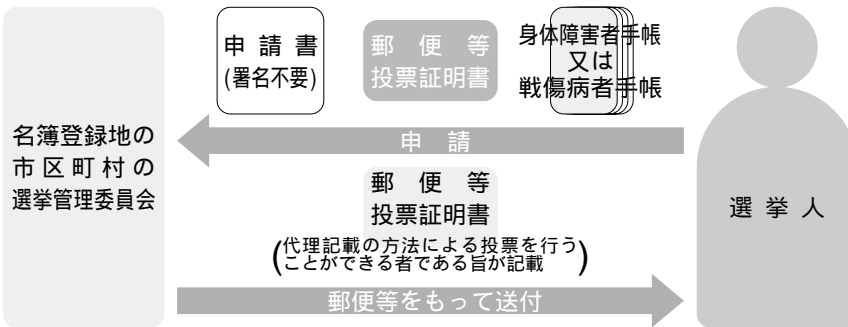 申請書
(署名不要)
郵便等
投票証明書
身体障害者手帳
又は
戦傷病者手帳
名簿登録地の
市区町村の
選挙管理委員会
申請
選挙人
郵便等
投票証明書
(代理記載の方法による投票を行う
ことができる者である旨が記載)
郵便等をもって送付